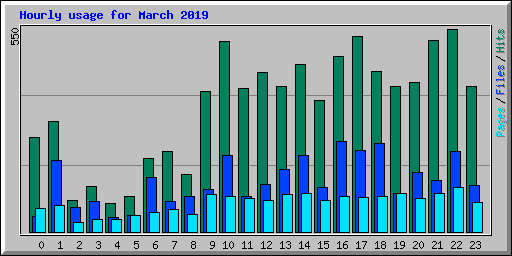 Hourly usage for March 2019
550
Pages / Files / Hits
0 1 2 3 4 5 6 7 8 9 10 11 12 13 14 15 16 17 18 19 20 21 22 23